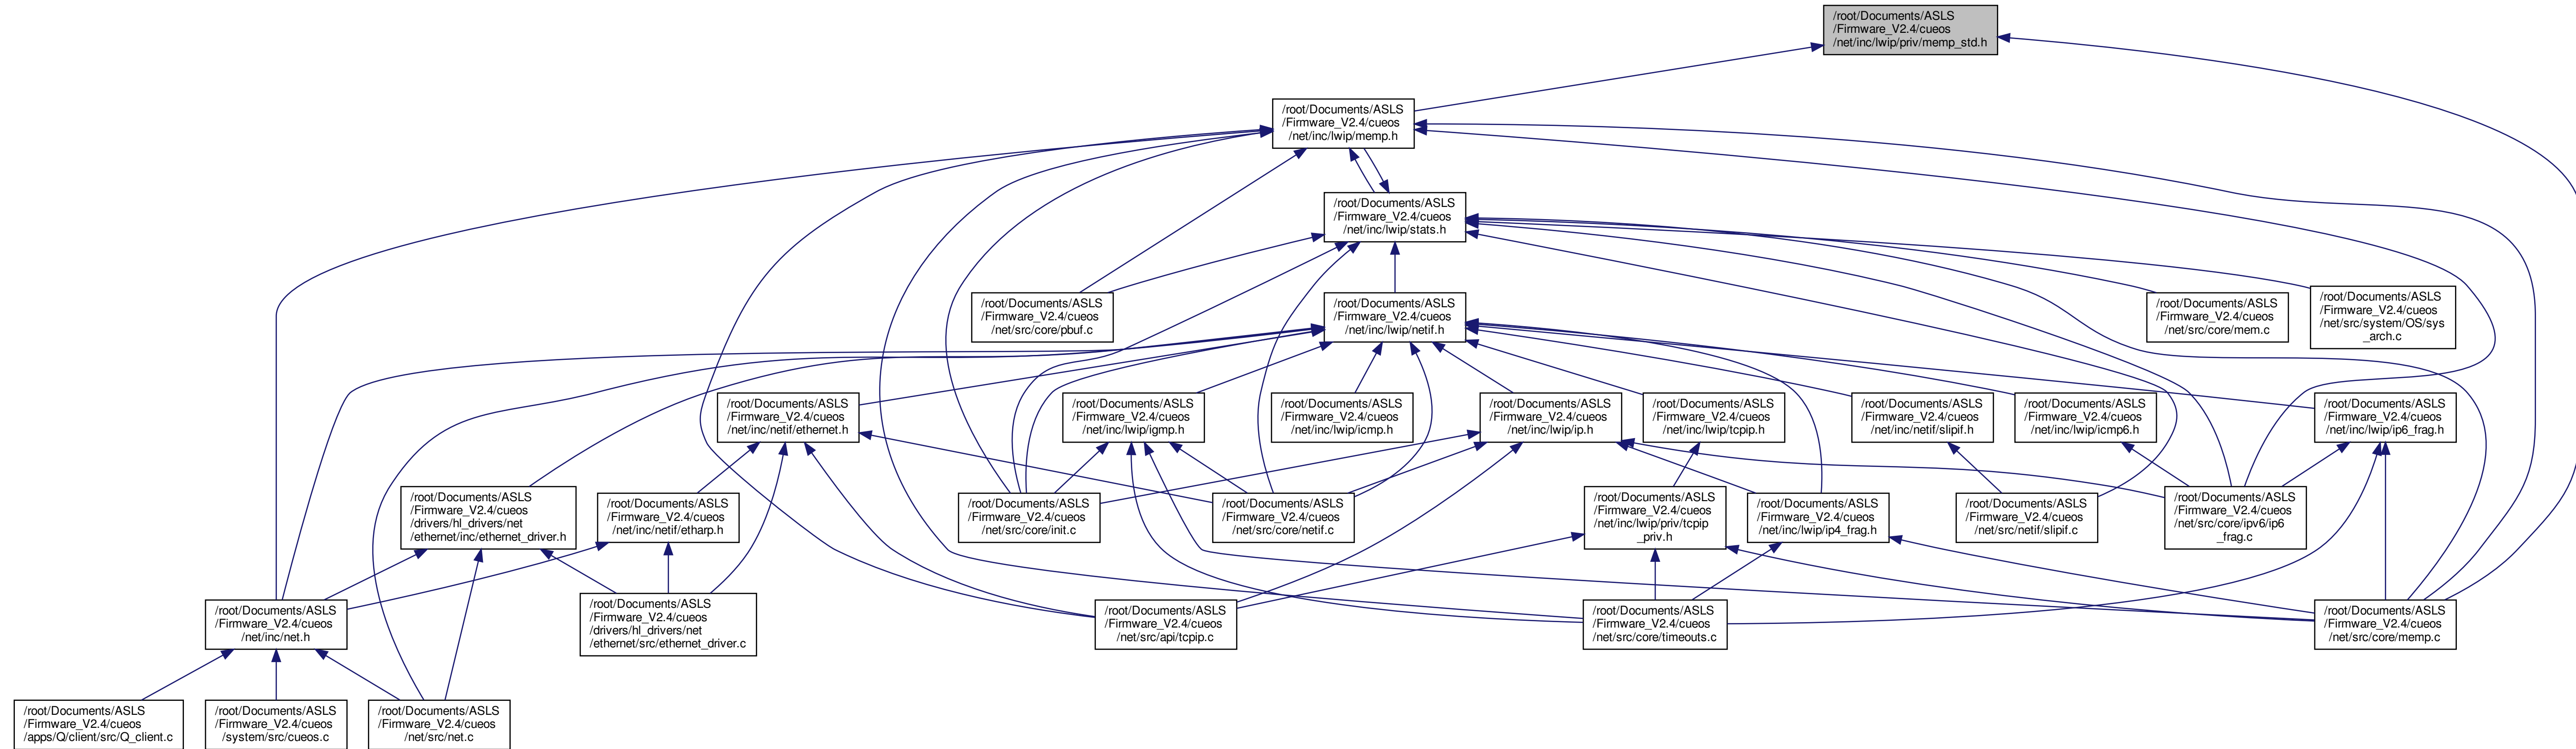 /root/Documents/ASLS
/Firmware_V2.4/cueos
/net/inc/lwip/priv/memp_std.h
/root/Documents/ASLS
/Firmware_V2.4/cueos
/net/inc/lwip/memp.h
/root/Documents/ASLS
/Firmware_V2.4/cueos
/net/inc/lwip/stats.h
/root/Documents/ASLS
/Firmware_V2.4/cueos
/net/src/core/pbuf.c
/root/Documents/ASLS
/Firmware_V2.4/cueos
/net/inc/lwip/netif.h
/root/Documents/ASLS
/Firmware_V2.4/cueos
/net/src/core/mem.c
/root/Documents/ASLS
/Firmware_V2.4/cueos
/net/src/system/OS/sys
_arch.c
/root/Documents/ASLS
/Firmware_V2.4/cueos
/net/inc/netif/ethernet.h
/root/Documents/ASLS
/Firmware_V2.4/cueos
/net/inc/lwip/igmp.h
/root/Documents/ASLS
/Firmware_V2.4/cueos
/net/inc/lwip/icmp.h
/root/Documents/ASLS
/Firmware_V2.4/cueos
/net/inc/lwip/ip.h
/root/Documents/ASLS
/Firmware_V2.4/cueos
/net/inc/lwip/tcpip.h
/root/Documents/ASLS
/Firmware_V2.4/cueos
/net/inc/netif/slipif.h
/root/Documents/ASLS
/Firmware_V2.4/cueos
/net/inc/lwip/icmp6.h
/root/Documents/ASLS
/Firmware_V2.4/cueos
/net/inc/lwip/ip6_frag.h
/root/Documents/ASLS
/Firmware_V2.4/cueos
/drivers/hl_drivers/net
/ethernet/inc/ethernet_driver.h
/root/Documents/ASLS
/Firmware_V2.4/cueos
/net/inc/netif/etharp.h
/root/Documents/ASLS
/Firmware_V2.4/cueos
/net/src/core/init.c
/root/Documents/ASLS
/Firmware_V2.4/cueos
/net/src/core/netif.c
/root/Documents/ASLS
/Firmware_V2.4/cueos
/net/inc/lwip/priv/tcpip
_priv.h
/root/Documents/ASLS
/Firmware_V2.4/cueos
/net/inc/lwip/ip4_frag.h
/root/Documents/ASLS
/Firmware_V2.4/cueos
/net/src/netif/slipif.c
/root/Documents/ASLS
/Firmware_V2.4/cueos
/net/src/core/ipv6/ip6
_frag.c
/root/Documents/ASLS
/Firmware_V2.4/cueos
/net/inc/net.h
/root/Documents/ASLS
/Firmware_V2.4/cueos
/drivers/hl_drivers/net
/ethernet/src/ethernet_driver.c
/root/Documents/ASLS
/Firmware_V2.4/cueos
/net/src/api/tcpip.c
/root/Documents/ASLS
/Firmware_V2.4/cueos
/net/src/core/timeouts.c
/root/Documents/ASLS
/Firmware_V2.4/cueos
/net/src/core/memp.c
/root/Documents/ASLS
/Firmware_V2.4/cueos
/apps/Q/client/src/Q_client.c
/root/Documents/ASLS
/Firmware_V2.4/cueos
/system/src/cueos.c
/root/Documents/ASLS
/Firmware_V2.4/cueos
/net/src/net.c